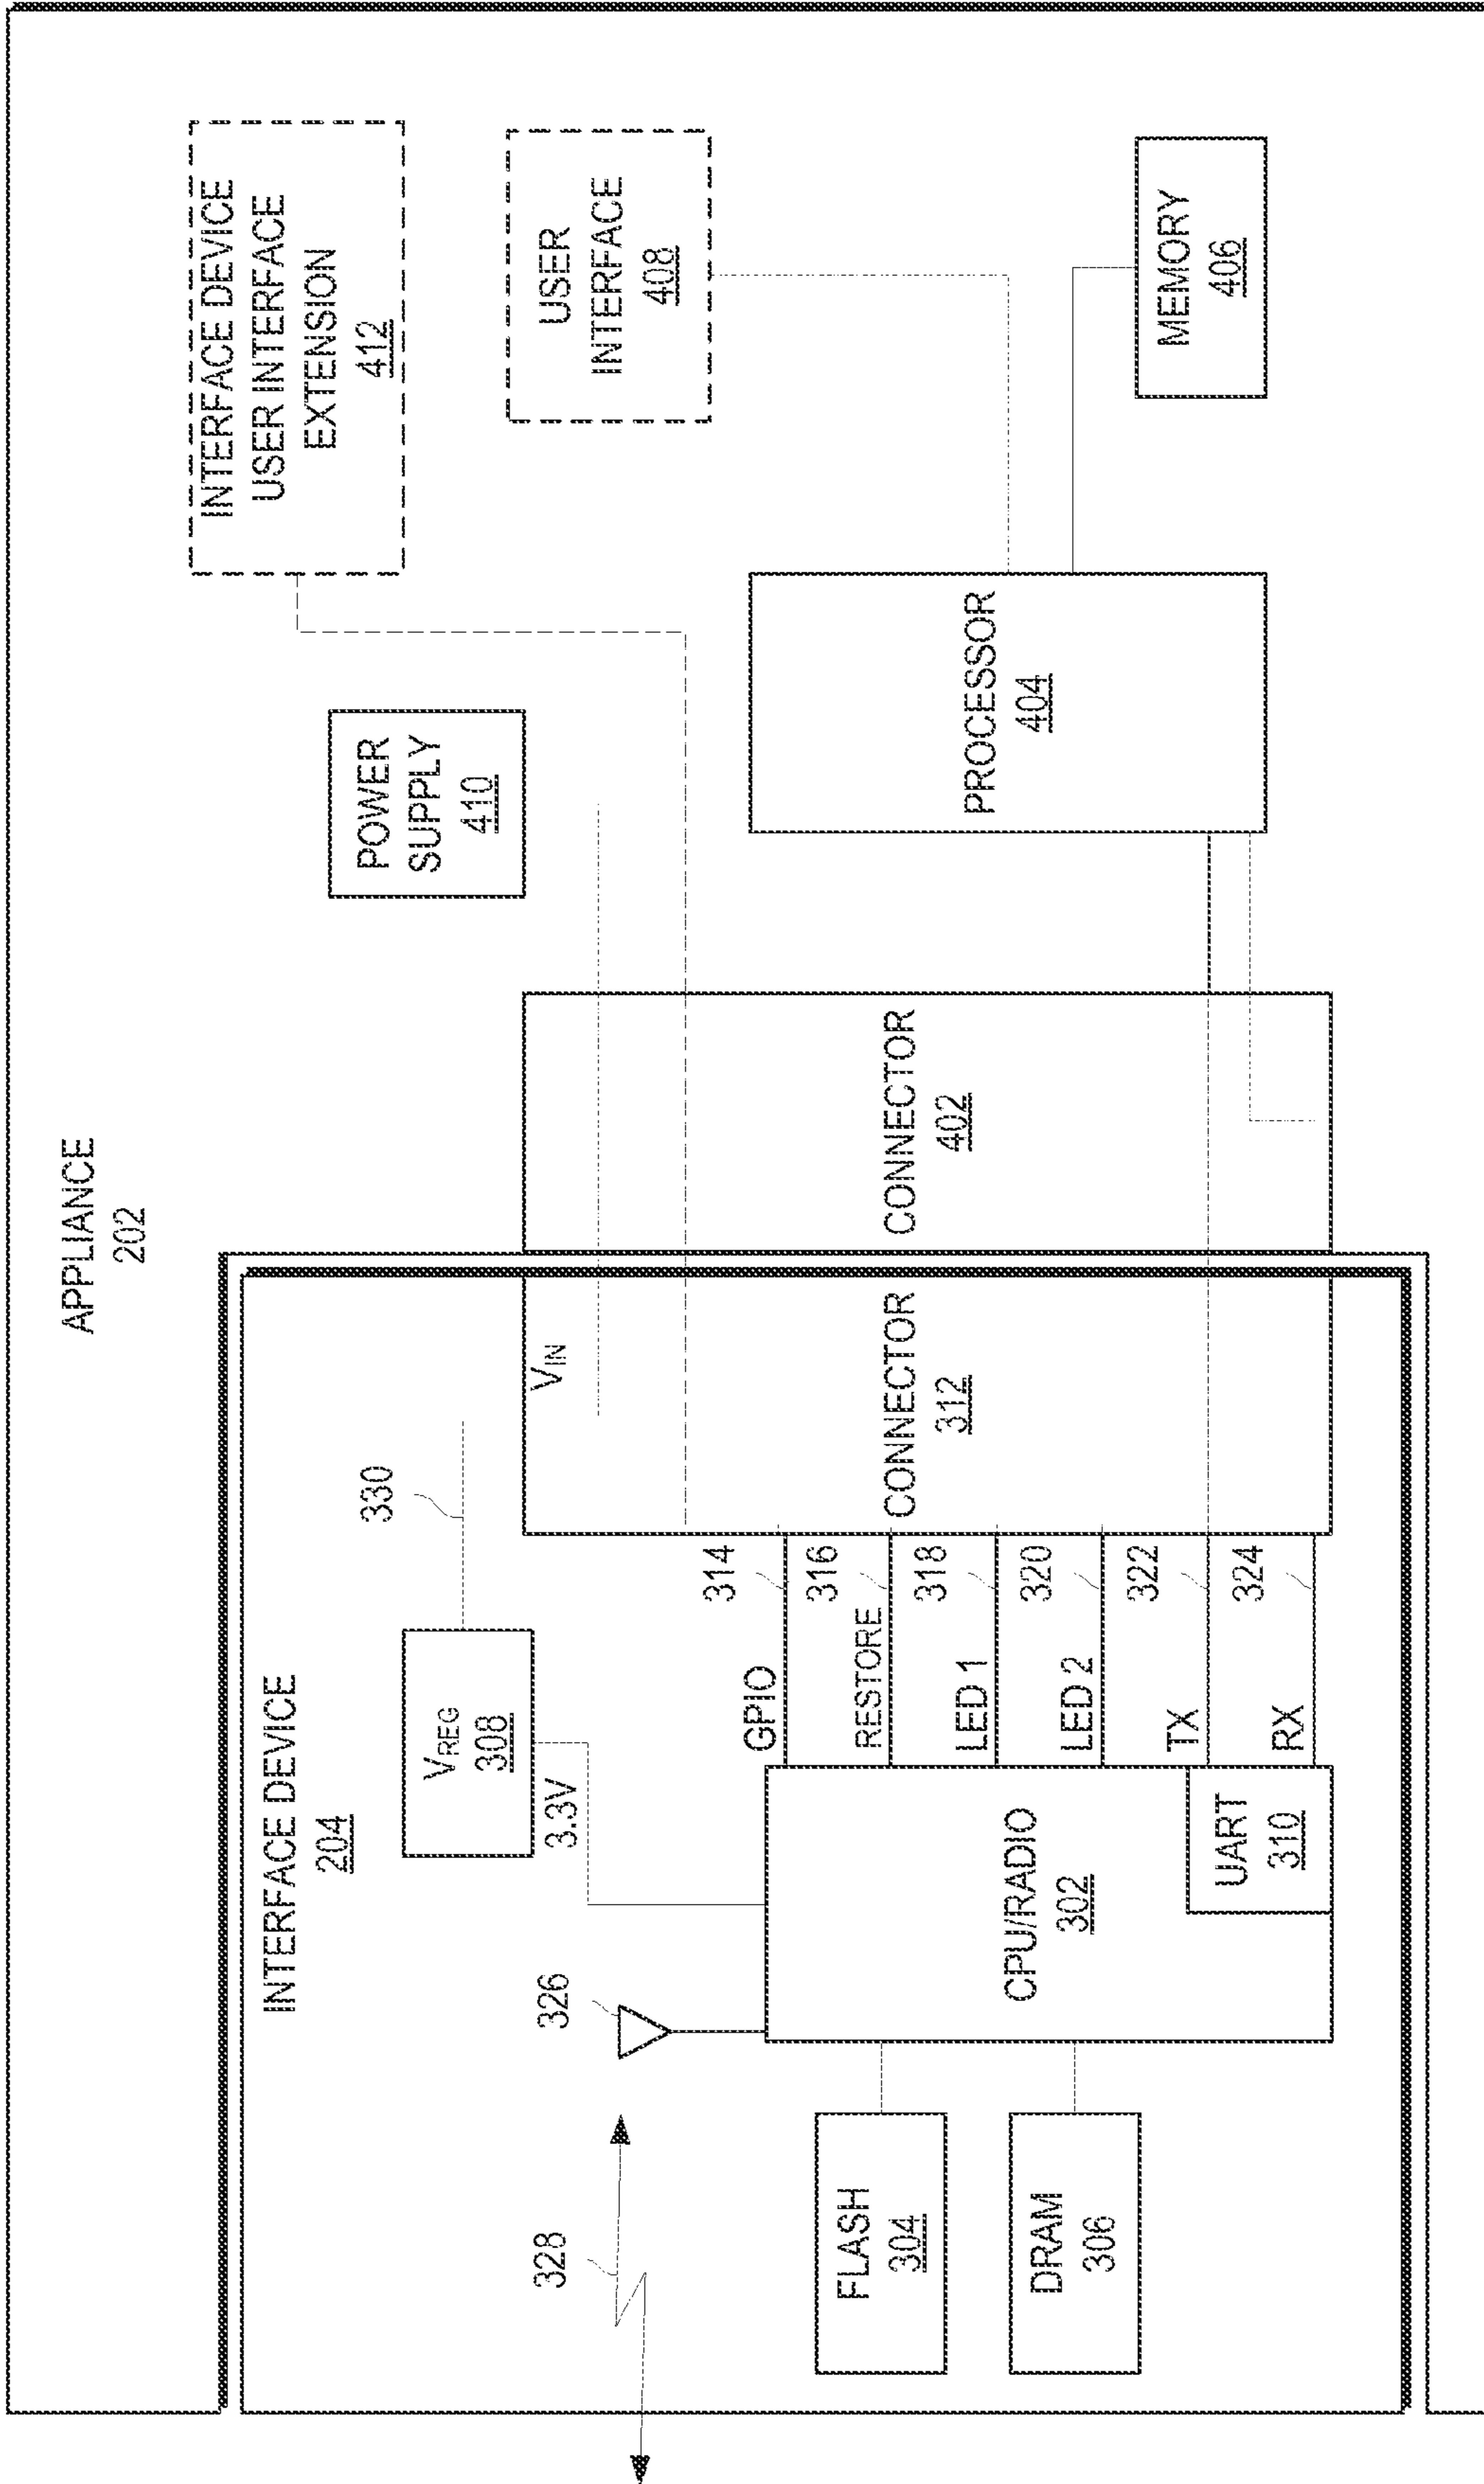 APPLIANCE
202
INTERFACE DEVICE
204
328
326
FLASH
304
DRAM
306
CPU/RADIO
302
UART
310
V_REG
308
3.3V
330
GPIO
314
RESTORE
316
LED 1
318
LED 2
320
TX
322
RX
324
V_IN
CONNECTOR
312
CONNECTOR
402
POWER
SUPPLY
410
PROCESSOR
404
INTERFACE DEVICE
USER INTERFACE
EXTENSION
412
USER
INTERFACE
408
MEMORY
406